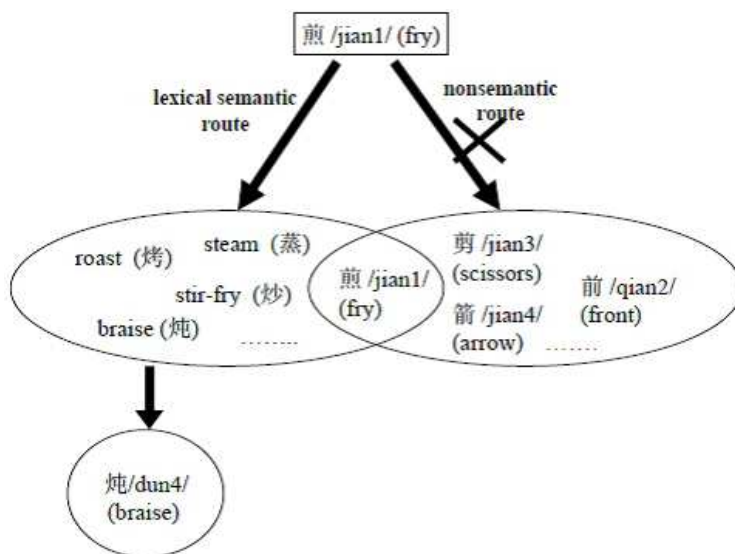 煎 /jian1/ (fry)
lexical semantic
route
nonsemantic
route
roast (烤)
steam (蒸)
stir-fry (炒)
braise (炖)
........
煎 /jian1/
(fry)
剪 /jian3/
(scissors)
前 /qian2/
(front)
箭 /jian4/
(arrow)
.......
炖/dun4/
(braise)